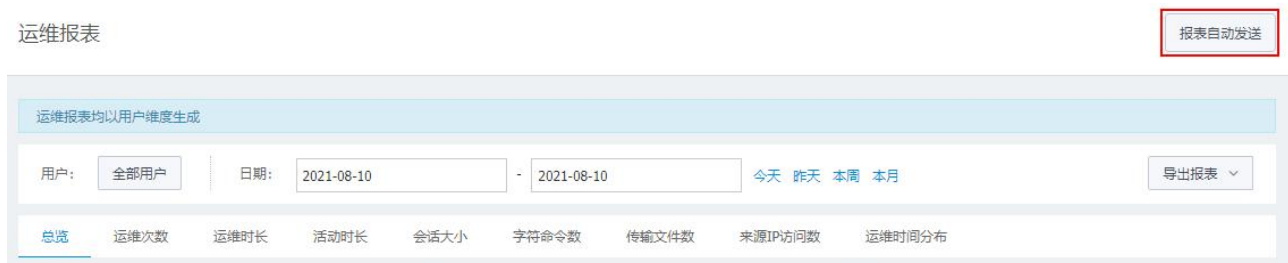 运维报表 报表自动发送
运维报表均以用户维度生成
用户: 全部用户 日期: 2021-08-10 - 2021-08-10 今天 昨天 本周 本月 导出报表
总览 运维次数 运维时长 活动时长 会话大小 字符命令数 传输文件数 来源IP访问数 运维时间分布